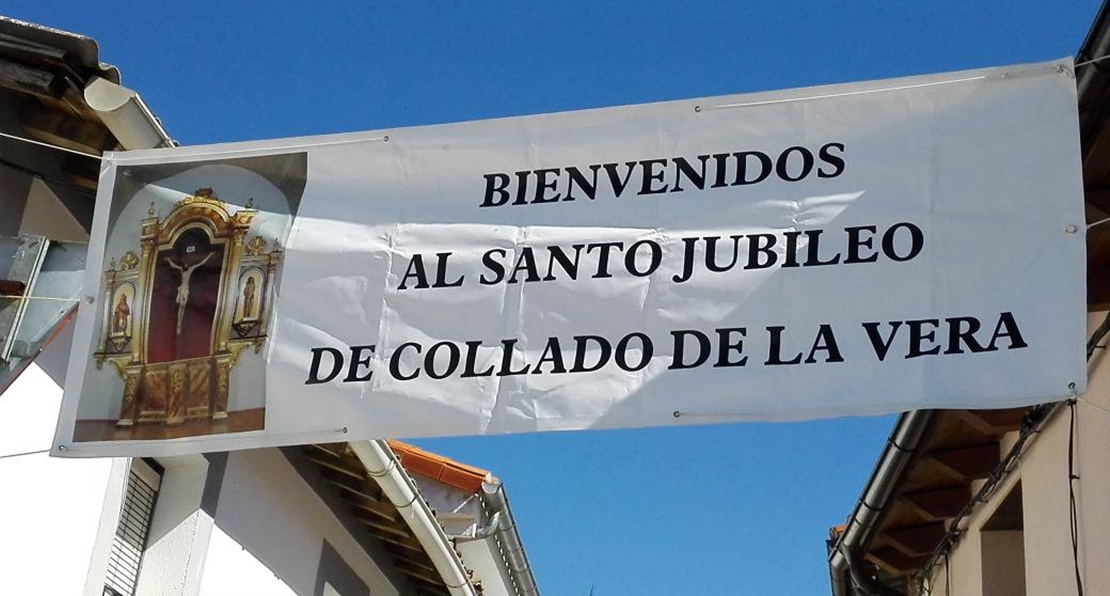 BIENVENIDOS
AL SANTO JUBILEO
DE COLLADO DE LA VERA